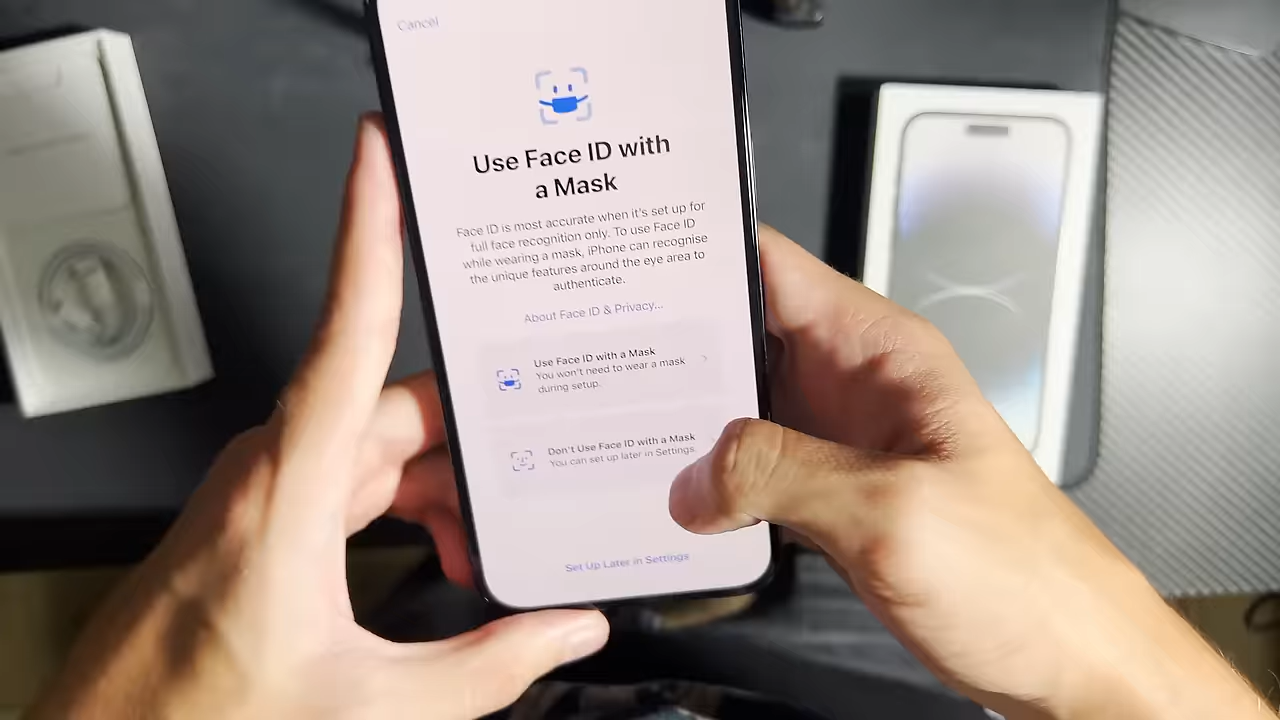 Cancel
Use Face ID with
a Mask
Face ID is most accurate when it's set up for
full face recognition only. To use Face ID
while wearing a mask, iPhone can recognise
the unique features around the eye area to
authenticate.
About Face ID & Privacy...
Use Face ID with a Mask
You won't need to wear a mask
during setup.
Don't Use Face ID with a Mask
You can set up later in Settings.
Set Up Later in Settings